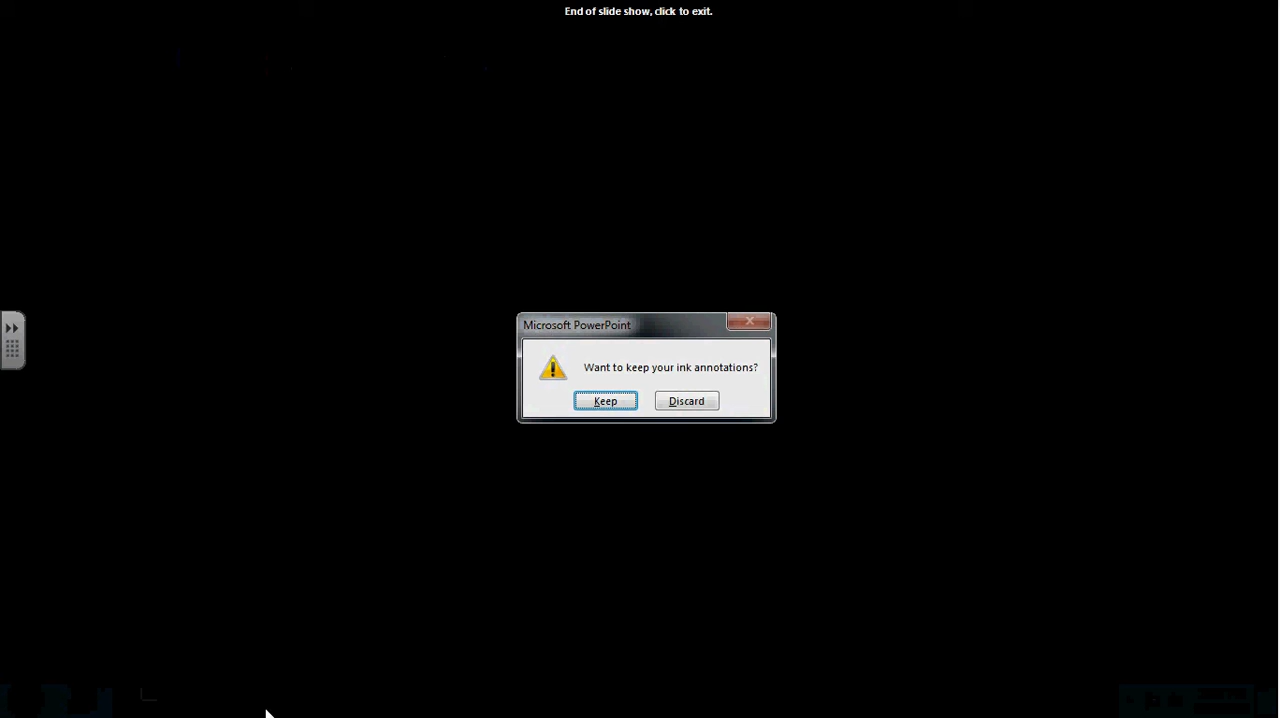 End of slide show, click to exit.
Microsoft PowerPoint
Want to keep your ink annotations?
Keep
Discard